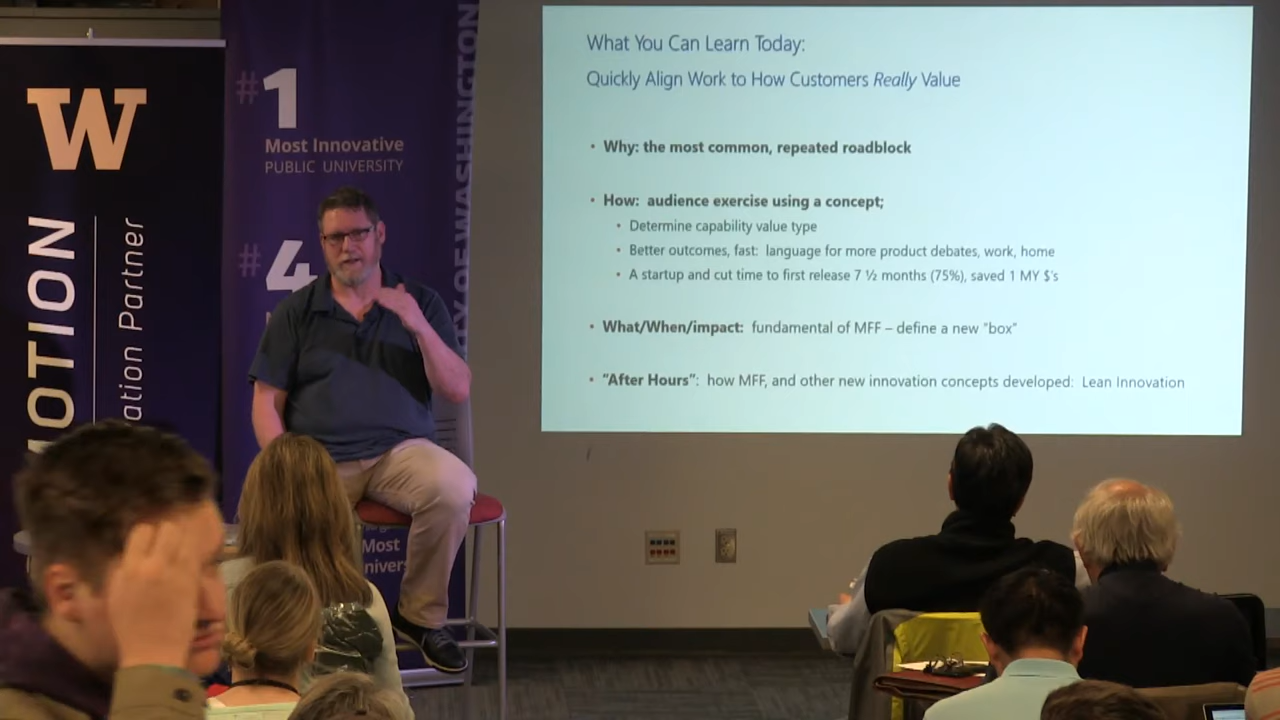 W
MOTION
ation Partner
#1
Most Innovative
PUBLIC UNIVERSITY
#4
Most
Univers
TY OF WASHINGTON
What You Can Learn Today:
Quickly Align Work to How Customers Really Value
• Why: the most common, repeated roadblock
• How: audience exercise using a concept;
• Determine capability value type
• Better outcomes, fast: language for more product debates, work, home
• A startup and cut time to first release 7 ½ months (75%), saved 1 MY $'s
• What/When/impact: fundamental of MFF – define a new "box"
• "After Hours": how MFF, and other new innovation concepts developed: Lean Innovation